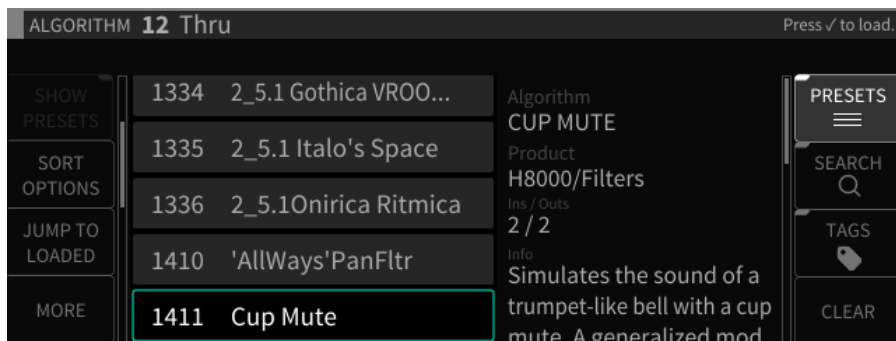 ALGORITHM 12 Thru
Press ✓ to load.
SHOW
PRESETS
SORT
OPTIONS
JUMP TO
LOADED
MORE
1334 2_5.1 Gothica VROO...
1335 2_5.1 Italo's Space
1336 2_5.1Onirica Ritmica
1410 'AllWays'PanFltr
1411 Cup Mute
Algorithm
CUP MUTE
Product
H8000/Filters
Ins / Outs
2 / 2
Info
Simulates the sound of a
trumpet-like bell with a cup
mute. A generalized mod
PRESETS
SEARCH
TAGS
CLEAR